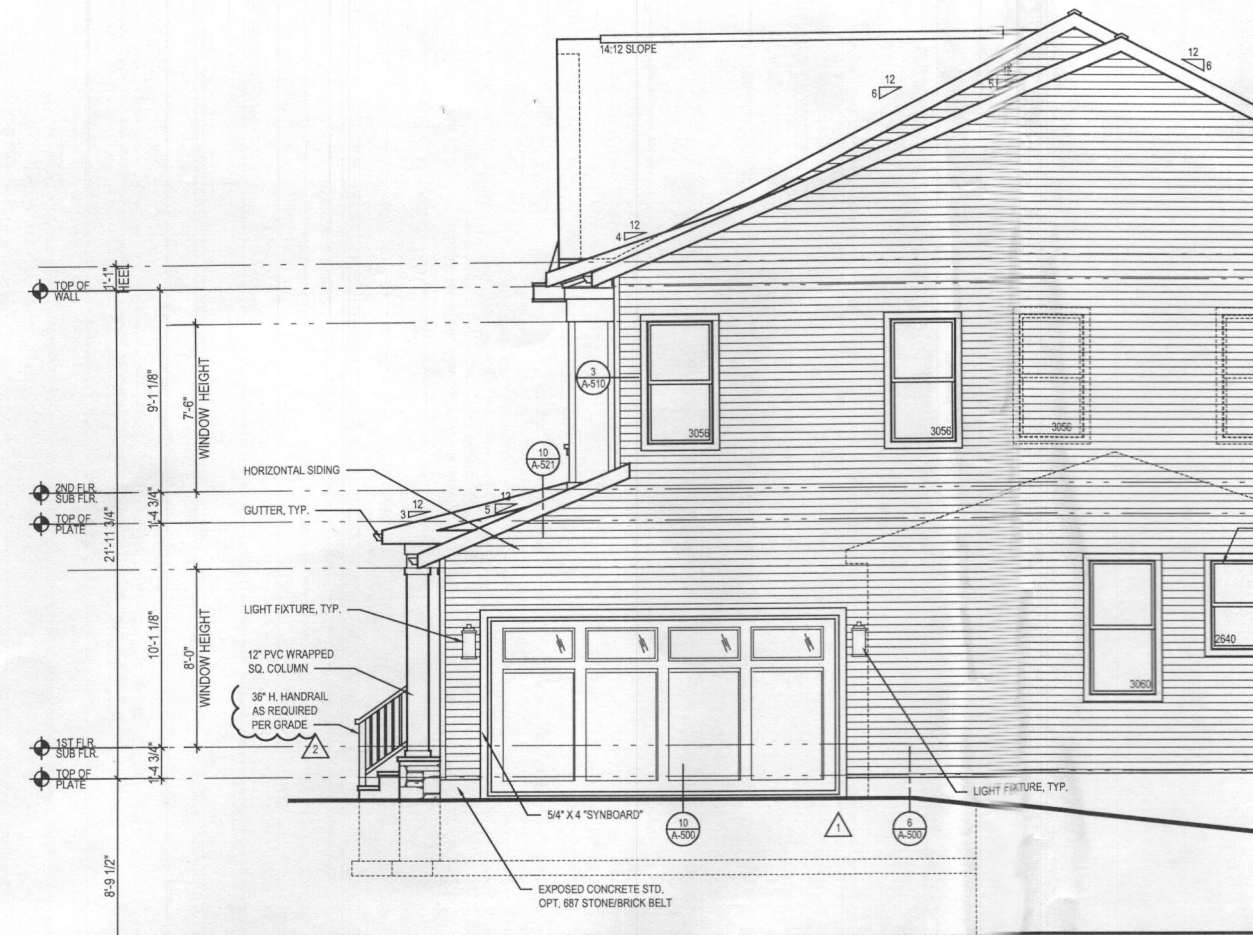 14:12 SLOPE
12
6
12
5
12
6
12
4
1'-1"
HEEL
TOP OF
WALL
9'-1 1/8"
7'-6"
WINDOW HEIGHT
3
A-510
3056
3056
3056
10
A-521
HORIZONTAL SIDING
2ND FLR.
SUB FLR.
1'-4 3/4"
12
3
12
5
GUTTER, TYP.
TOP OF
PLATE
21'-11 3/4"
10'-1 1/8"
8'-0"
WINDOW HEIGHT
LIGHT FIXTURE, TYP.
12" PVC WRAPPED
SQ. COLUMN
36" H. HANDRAIL
AS REQUIRED
PER GRADE
2
2640
3060
1ST FLR.
SUB FLR.
1'-4 3/4"
TOP OF
PLATE
LIGHT FIXTURE, TYP.
5/4" X 4 "SYNBOARD"
10
A-500
1
6
A-500
8'-9 1/2"
EXPOSED CONCRETE STD.
OPT. 687 STONE/BRICK BELT